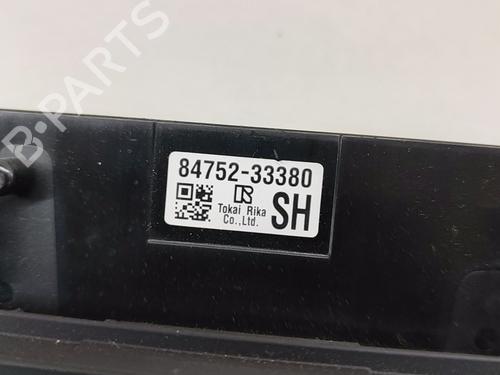 B-PARTS
84752-33380
R
Tokai Rika
Co.,Ltd.
SH